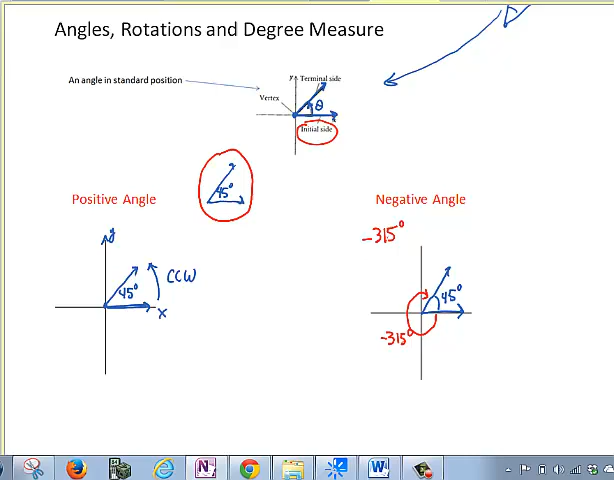 Angles, Rotations and Degree Measure
An angle in standard position
y
Terminal side
Vertex
θ
x
Initial side
45°
Positive Angle
Negative Angle
-315°
y
CCW
45°
x
45°
-315°